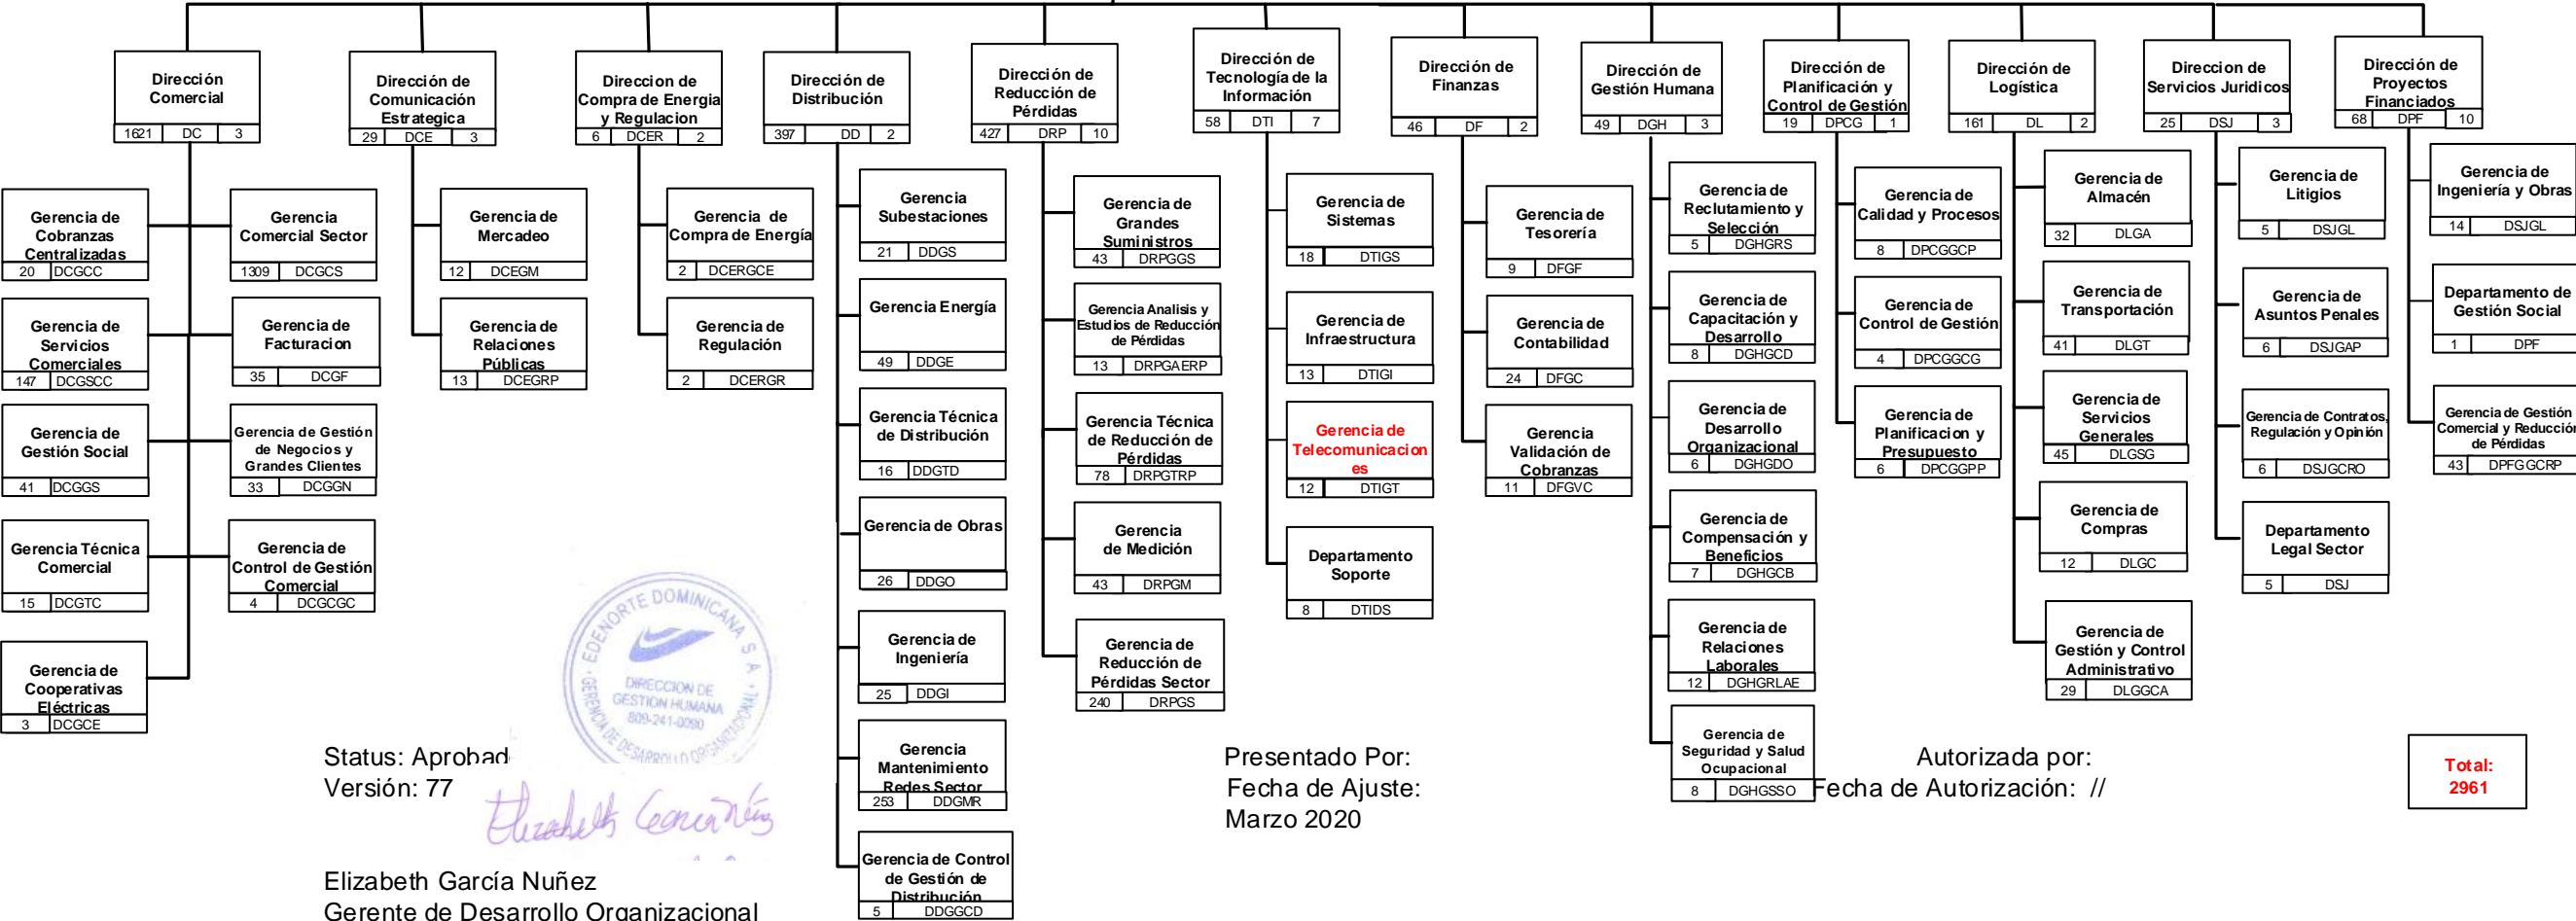 Dirección
Comercial
1621 DC 3
Gerencia de
Cobranzas
Centralizadas
20 DCGCC
Gerencia
Comercial Sector
1309 DCGCS
Gerencia de
Servicios
Comerciales
147 DCGSCC
Gerencia de
Facturacion
35 DCGF
Gerencia de
Gestión Social
41 DCGGS
Gerencia de Gestión
de Negocios y
Grandes Clientes
33 DCGGN
Gerencia Técnica
Comercial
15 DCGTC
Gerencia de
Control de Gestión
Comercial
4 DCGCGC
Gerencia de
Cooperativas
Eléctricas
3 DCGCE
Dirección de
Comunicación
Estrategica
29 DCE 3
Gerencia de
Mercadeo
12 DCEGM
Gerencia de
Relaciones
Públicas
13 DCEGRP
Direccion de
Compra de Energia
y Regulacion
6 DCER 2
Gerencia de
Compra de Energía
2 DCERGCE
Gerencia de
Regulación
2 DCERGR
Dirección de
Distribución
397 DD 2
Gerencia
Subestaciones
21 DDGS
Gerencia Energía
49 DDGE
Gerencia Técnica
de Distribución
16 DDGTD
Gerencia de Obras
26 DDGO
Gerencia de
Ingeniería
25 DDGI
Gerencia
Mantenimiento
Redes Sector
253 DDGMR
Gerencia de Control
de Gestión de
Distribución
5 DDGGCD
Dirección de
Reducción de
Pérdidas
427 DRP 10
Gerencia de
Grandes
Suministros
43 DRPGGS
Gerencia Analisis y
Estudios de Reducción
de Pérdidas
13 DRPGAERP
Gerencia Técnica
de Reducción de
Pérdidas
78 DRPGTRP
Gerencia
de Medición
43 DRPGM
Gerencia de
Reducción de
Pérdidas Sector
240 DRPGS
Dirección de
Tecnología de la
Información
58 DTI 7
Gerencia de
Sistemas
18 DTIGS
Gerencia de
Infraestructura
13 DTIGI
Gerencia de
Telecomunicacion
es
12 DTIGT
Departamento
Soporte
8 DTIDS
Dirección de
Finanzas
46 DF 2
Gerencia de
Tesorería
9 DFGF
Gerencia de
Contabilidad
24 DFGC
Gerencia
Validación de
Cobranzas
11 DFGVC
Dirección de
Gestión Humana
49 DGH 3
Gerencia de
Reclutamiento y
Selección
5 DGHGRS
Gerencia de
Capacitación y
Desarrollo
8 DGHGCD
Gerencia de
Desarrollo
Organizacional
6 DGHGDO
Gerencia de
Compensación y
Beneficios
7 DGHGCB
Gerencia de
Relaciones
Laborales
12 DGHGRLAE
Gerencia de
Seguridad y Salud
Ocupacional
8 DGHGSSO
Dirección de
Planificación y
Control de Gestión
19 DPCG 1
Gerencia de
Calidad y Procesos
8 DPCGGCP
Gerencia de
Control de Gestión
4 DPCGGCG
Gerencia de
Planificacion y
Presupuesto
6 DPCGGPP
Dirección de
Logística
161 DL 2
Gerencia de
Almacén
32 DLGA
Gerencia de
Transportación
41 DLGT
Gerencia de
Servicios
Generales
45 DLGSG
Gerencia de
Compras
12 DLGC
Gerencia de
Gestión y Control
Administrativo
29 DLGGCA
Direccion de
Servicios Juridicos
25 DSJ 3
Gerencia de
Litigios
5 DSJGL
Gerencia de
Asuntos Penales
6 DSJGAP
Gerencia de Contratos,
Regulación y Opinión
6 DSJGCRO
Departamento
Legal Sector
5 DSJ
Dirección de
Proyectos
Financiados
68 DPF 10
Gerencia de
Ingeniería y Obras
14 DSJGL
Departamento de
Gestión Social
1 DPF
Gerencia de Gestión
Comercial y Reducción
de Pérdidas
43 DPFGGCRP
EDENORTE DOMINICANA S A
DIRECCION DE
GESTION HUMANA
809-241-0090
GERENCIA DE DESARROLLO ORGANIZACIONAL
Status: Aprobad
Versión: 77
Elizabeth García Nuñez
Gerente de Desarrollo Organizacional
Presentado Por:
Fecha de Ajuste:
Marzo 2020
Autorizada por:
Fecha de Autorización: //
Total:
2961